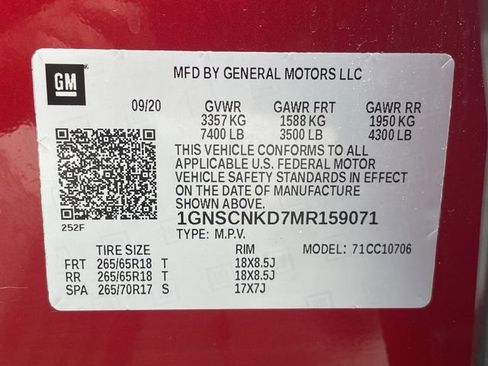 GM
MFD BY GENERAL MOTORS LLC
09/20 GVWR GAWR FRT GAWR RR
3357 KG 1588 KG 1950 KG
7400 LB 3500 LB 4300 LB
THIS VEHICLE CONFORMS TO ALL
APPLICABLE U.S. FEDERAL MOTOR
VEHICLE SAFETY STANDARDS IN EFFECT
ON THE DATE OF MANUFACTURE
SHOWN ABOVE.
252F
1GNSCNKD7MR159071
TYPE: M.P.V.
TIRE SIZE RIM MODEL: 71CC10706
FRT 265/65R18 T 18X8.5J
RR 265/65R18 T 18X8.5J
SPA 265/70R17 S 17X7J